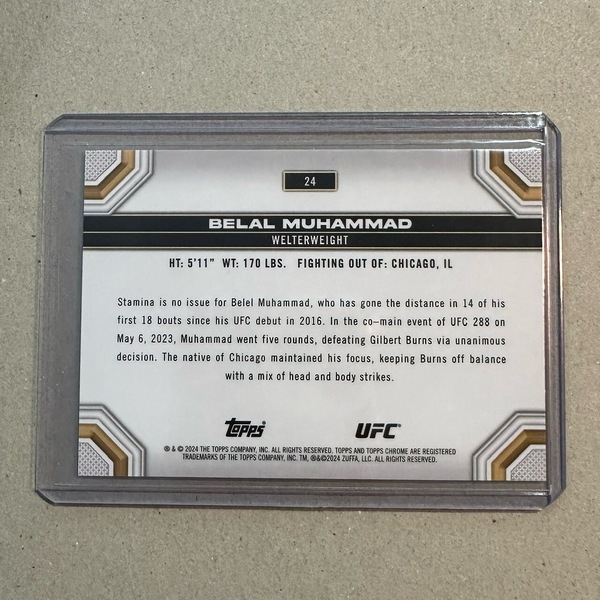 24
BELAL MUHAMMAD
WELTERWEIGHT
HT: 5'11" WT: 170 LBS. FIGHTING OUT OF: CHICAGO, IL
Stamina is no issue for Belel Muhammad, who has gone the distance in 14 of his
first 18 bouts since his UFC debut in 2016. In the co-main event of UFC 288 on
May 6, 2023, Muhammad went five rounds, defeating Gilbert Burns via unanimous
decision. The native of Chicago maintained his focus, keeping Burns off balance
with a mix of head and body strikes.
Topps UFC®
® & © 2024 THE TOPPS COMPANY, INC. ALL RIGHTS RESERVED. TOPPS AND TOPPS CHROME ARE REGISTERED
TRADEMARKS OF THE TOPPS COMPANY, INC. TM, ®&©2024 ZUFFA, LLC. ALL RIGHTS RESERVED.